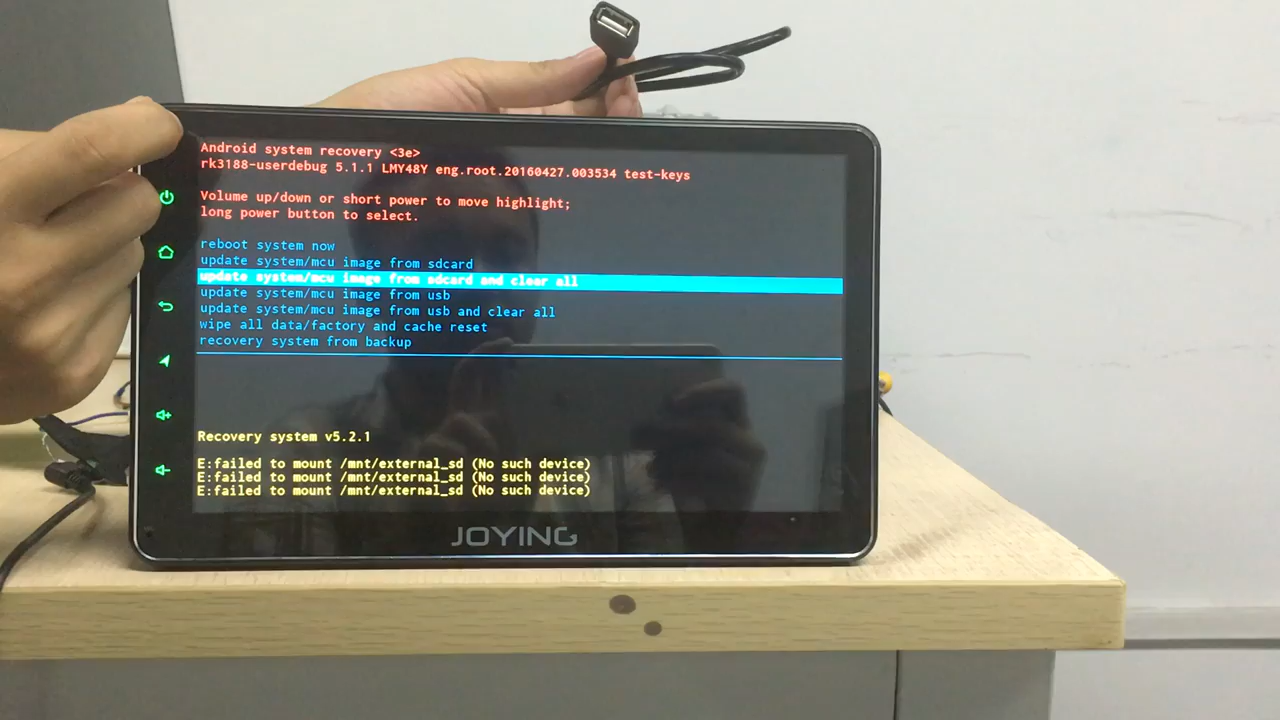 Android system recovery <3e>
rk3188-userdebug 5.1.1 LMY48Y eng.root.20160427.003534 test-keys
Volume up/down or short power to move highlight;
long power button to select.
reboot system now
update system/mcu image from sdcard
update system/mcu image from sdcard and clear all
update system/mcu image from usb
update system/mcu image from usb and clear all
wipe all data/factory and cache reset
recovery system from backup
Recovery system v5.2.1
E:failed to mount /mnt/external_sd (No such device)
E:failed to mount /mnt/external_sd (No such device)
E:failed to mount /mnt/external_sd (No such device)
JOYING